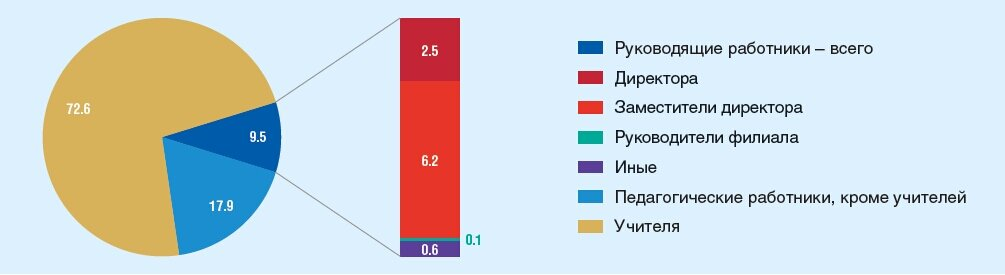 72.6
9.5
17.9
2.5
6.2
0.1
0.6
Руководящие работники – всего
Директора
Заместители директора
Руководители филиала
Иные
Педагогические работники, кроме учителей
Учителя